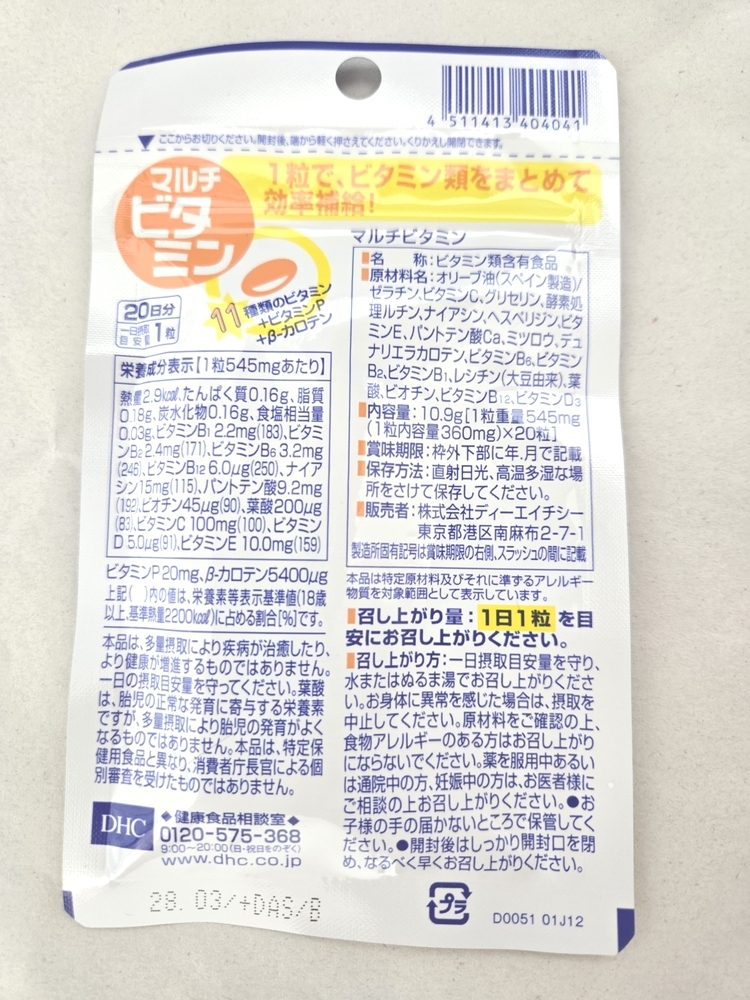 4 511413 404041
▼ここからお切りください。開封後、端から軽く押さえてください。くりかえし開閉できます。
マルチ
ビタ
ミン
1粒で、ビタミン類をまとめて
効率補給!
20日分
一日摂取
目安量 1粒
11種類のビタミン
+ビタミンP
+β-カロテン
栄養成分表示【1粒545mgあたり】
熱量2.9kcal、たんぱく質0.16g、脂質
0.18g、炭水化物0.16g、食塩相当量
0.03g、ビタミンB₁ 2.2mg(183)、ビタミ
ンB₂ 2.4mg(171)、ビタミンB₆ 3.2mg
(246)、ビタミンB₁₂ 6.0μg(250)、ナイア
シン15mg(115)、パントテン酸9.2mg
(192)、ビオチン45μg(90)、葉酸200μg
(83)、ビタミンC 100mg(100)、ビタミン
D 5.0μg(91)、ビタミンE 10.0mg(159)
ビタミンP 20mg、β-カロテン5400μg
上記( )内の値は、栄養素等表示基準値(18歳
以上、基準熱量2200kcal)に占める割合[%]です。
本品は、多量摂取により疾病が治癒したり、
より健康が増進するものではありません。
一日の摂取目安量を守ってください。葉酸
は、胎児の正常な発育に寄与する栄養素
ですが、多量摂取により胎児の発育がよく
なるものではありません。本品は、特定保
健用食品と異なり、消費者庁長官による個
別審査を受けたものではありません。
DHC
◆健康食品相談室◆
0120-575-368
9:00~20:00(日・祝日をのぞく)
www.dhc.co.jp
28. 03/+DAS/B
マルチビタミン
■名　称:ビタミン類含有食品
■原材料名:オリーブ油(スペイン製造)/
ゼラチン、ビタミンC、グリセリン、酵素処
理ルチン、ナイアシン、ヘスペリジン、ビタ
ミンE、パントテン酸Ca、ミツロウ、デュ
ナリエラカロテン、ビタミンB₆、ビタミン
B₂、ビタミンB₁、レシチン(大豆由来)、葉
酸、ビオチン、ビタミンB₁₂、ビタミンD₃
■内容量:10.9g[1粒重量545mg
(1粒内容量360mg)×20粒]
■賞味期限:枠外下部に年、月で記載
■保存方法:直射日光、高温多湿な場
所をさけて保存してください。
■販売者:株式会社ディーエイチシー
東京都港区南麻布2-7-1
製造所固有記号は賞味期限の右側、スラッシュの間に記載
本品は特定原材料及びそれに準ずるアレルギー
物質を対象範囲として表示しています。
■召し上がり量:1日1粒を目
安にお召し上がりください。
■召し上がり方:一日摂取目安量を守り、
水またはぬるま湯でお召し上がりくださ
い。お身体に異常を感じた場合は、摂取を
中止してください。原材料をご確認の上、
食物アレルギーのある方はお召し上がり
にならないでください。薬を服用中あるい
は通院中の方、妊娠中の方は、お医者様に
ご相談の上お召し上がりください。●お
子様の手の届かないところで保管してく
ださい。●開封後はしっかり開封口を閉
め、なるべく早くお召し上がりください。
プラ
D0051 01J12